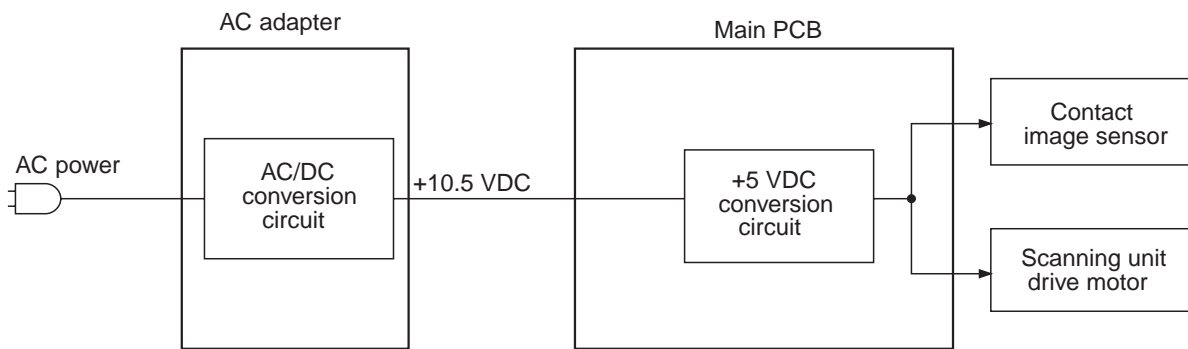 AC adapter
Main PCB
AC power
AC/DC
conversion
circuit
+10.5 VDC
+5 VDC
conversion
circuit
Contact
image sensor
Scanning unit
drive motor